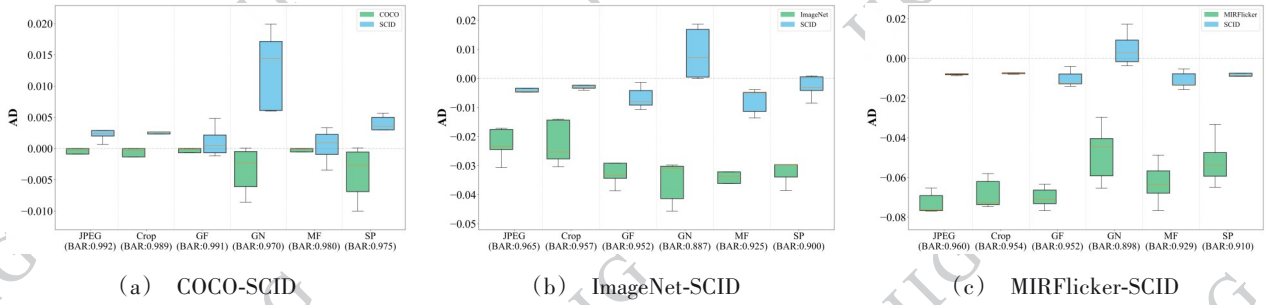 0.020
0.015
0.010
0.005
0.000
−0.005
−0.010
AD
COCO
SCID
JPEG Crop GF GN MF SP
(BAR:0.992) (BAR:0.989) (BAR:0.991) (BAR:0.970) (BAR:0.980) (BAR:0.975)
(a) COCO-SCID
0.02
0.01
0.00
−0.01
−0.02
−0.03
−0.04
−0.05
AD
ImageNet
SCID
JPEG Crop GF GN MF SP
(BAR:0.965) (BAR:0.957) (BAR:0.952) (BAR:0.887) (BAR:0.925) (BAR:0.900)
(b) ImageNet-SCID
0.02
0.00
−0.02
−0.04
−0.06
−0.08
AD
MIRFlicker
SCID
JPEG Crop GF GN MF SP
(BAR:0.960) (BAR:0.954) (BAR:0.952) (BAR:0.898) (BAR:0.929) (BAR:0.910)
(c) MIRFlicker-SCID